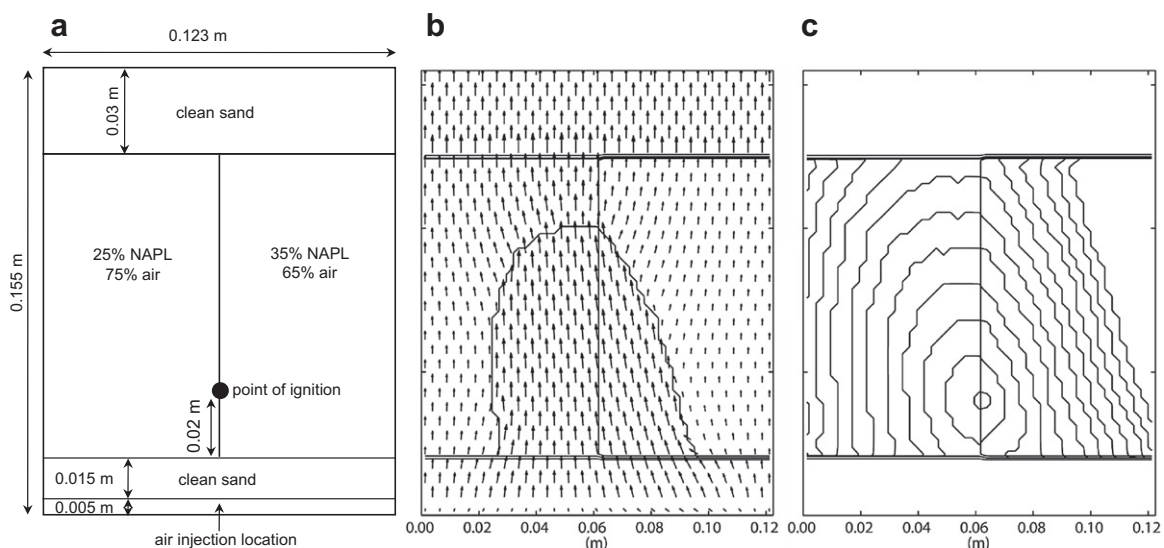 a
b
c
0.123 m
0.03 m
clean sand
0.155 m
25% NAPL
75% air
35% NAPL
65% air
point of ignition
0.02 m
0.015 m
clean sand
0.005 m
air injection location
0.00 0.02 0.04 0.06 0.08 0.10 0.12
(m)
0.00 0.02 0.04 0.06 0.08 0.10 0.12
(m)